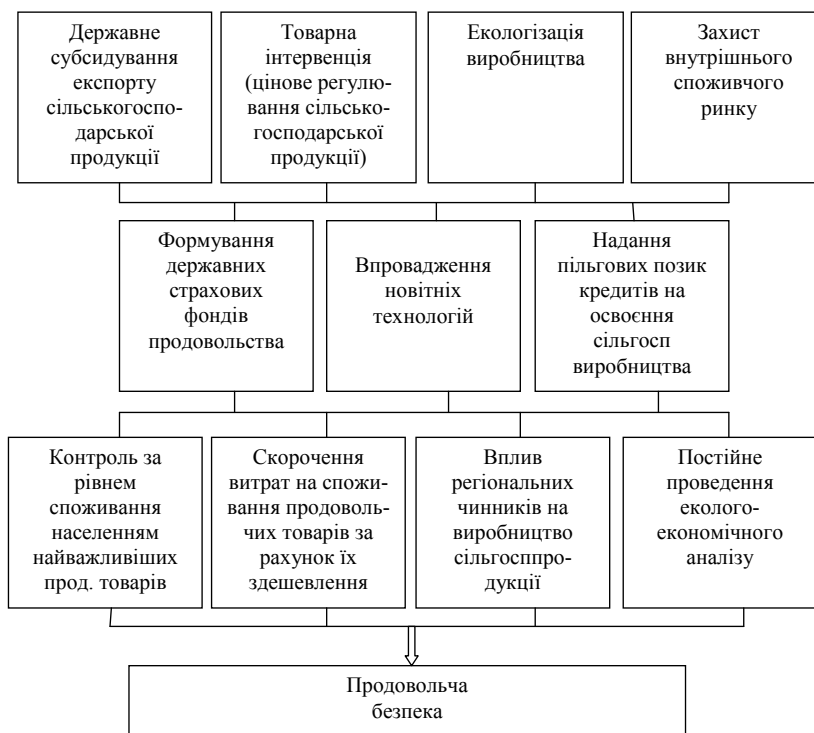 Державне
субсидування
експорту
сільськогоспо-
дарської
продукції
Товарна
інтервенція
(цінове регулю-
вання сільсько-
господарської
продукції)
Екологізація
виробництва
Захист
внутрішнього
споживчого
ринку
Формування
державних
страхових
фондів
продовольства
Впровадження
новітніх
технологій
Надання
пільгових позик
кредитів на
освоєння
сільгосп
виробництва
Контроль за
рівнем
споживання
населенням
найважливіших
прод. товарів
Скорочення
витрат на спожи-
вання продоволь-
чих товарів за
рахунок їх
здешевлення
Вплив
регіональних
чинників на
виробництво
сільгосппро-
дукції
Постійне
проведення
еколого-
економічного
аналізу
Продовольча
безпека